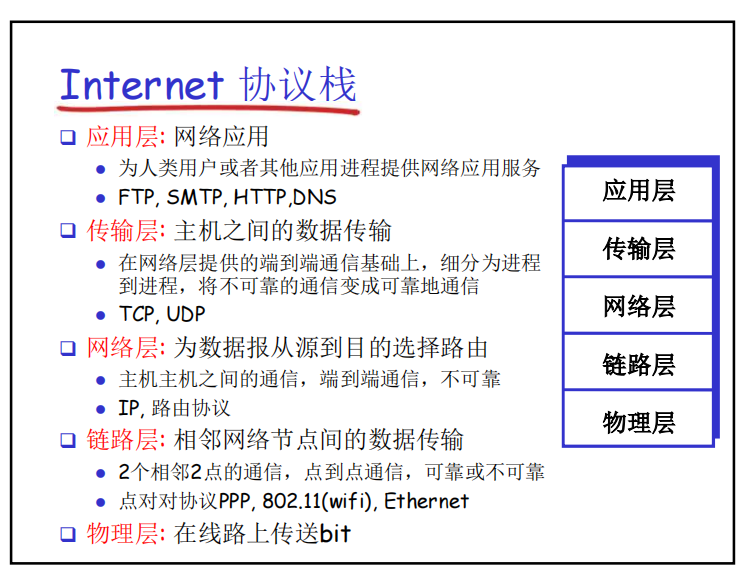 Internet 协议栈
应用层: 网络应用
为人类用户或者其他应用进程提供网络应用服务
FTP, SMTP, HTTP,DNS
传输层: 主机之间的数据传输
在网络层提供的端到端通信基础上，细分为进程
到进程，将不可靠的通信变成可靠地通信
TCP, UDP
网络层: 为数据报从源到目的选择路由
主机主机之间的通信，端到端通信，不可靠
IP, 路由协议
链路层: 相邻网络节点间的数据传输
2个相邻2点的通信，点到点通信，可靠或不可靠
点对对协议PPP, 802.11(wifi), Ethernet
物理层: 在线路上传送bit
应用层
传输层
网络层
链路层
物理层